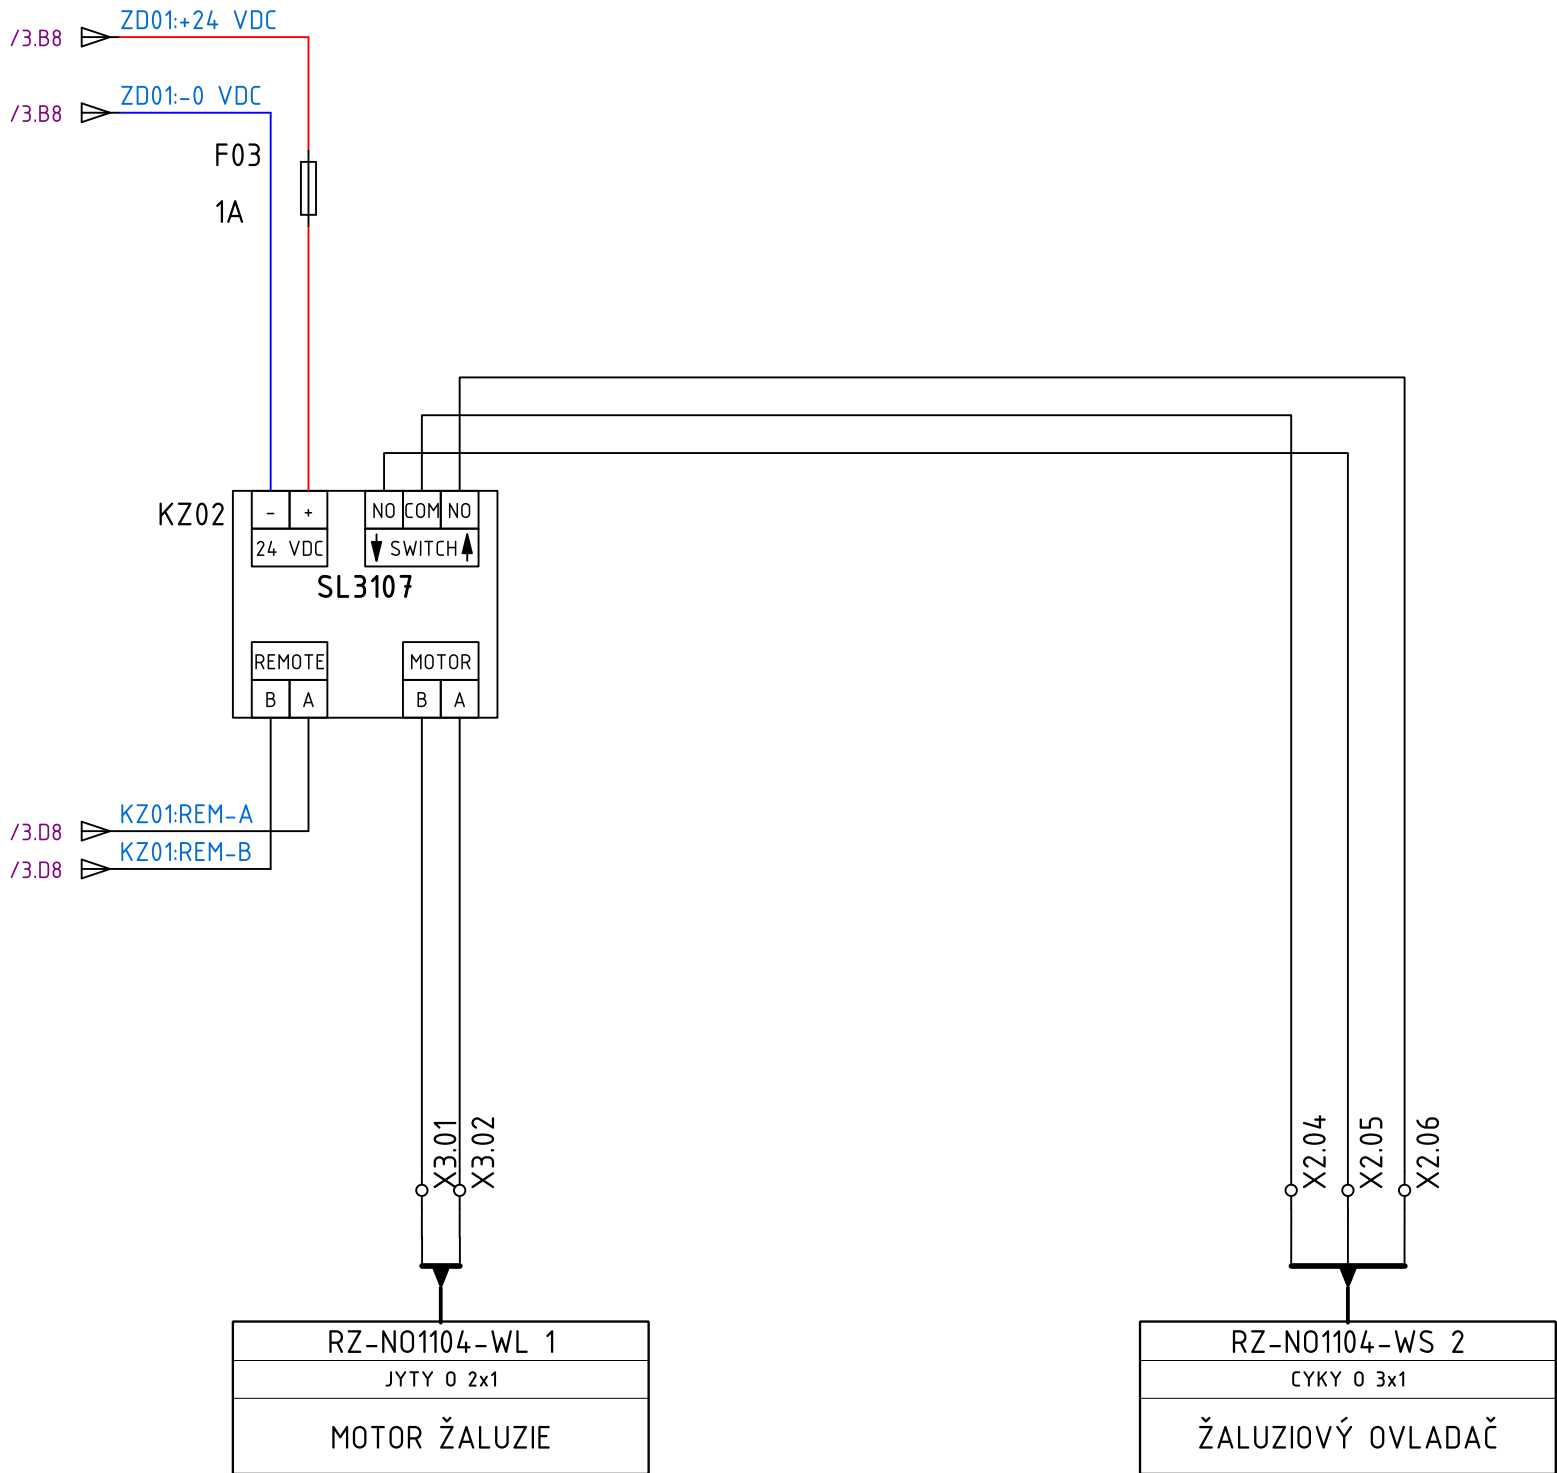 ZD01:+24 VDC
/3.B8
ZD01:-0 VDC
/3.B8
F03
1A
KZ02
- +
NO COM NO
24 VDC
SWITCH
SL3107
REMOTE
MOTOR
B A
B A
KZ01:REM-A
/3.D8
KZ01:REM-B
/3.D8
X3.01
X3.02
X2.04
X2.05
X2.06
RZ-NO1104-WL 1
JYTY O 2x1
MOTOR ŽALUZIE
RZ-NO1104-WS 2
CYKY O 3x1
ŽALUZIOVÝ OVLADAČ